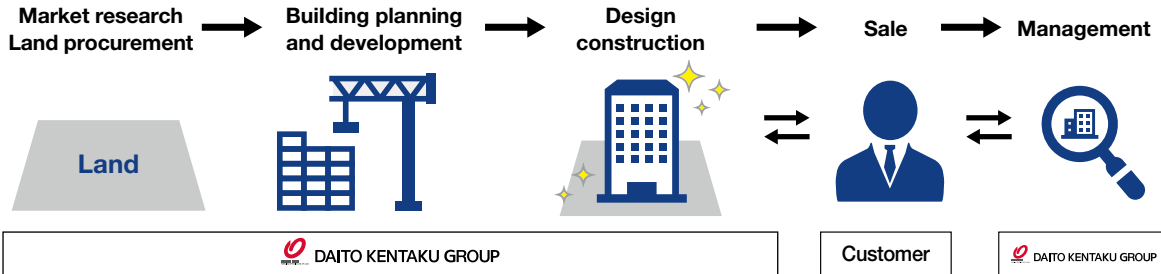 Market research
Land procurement
Building planning
and development
Design
construction
Sale
Management
Land
DAITO KENTAKU GROUP
Customer
DAITO KENTAKU GROUP